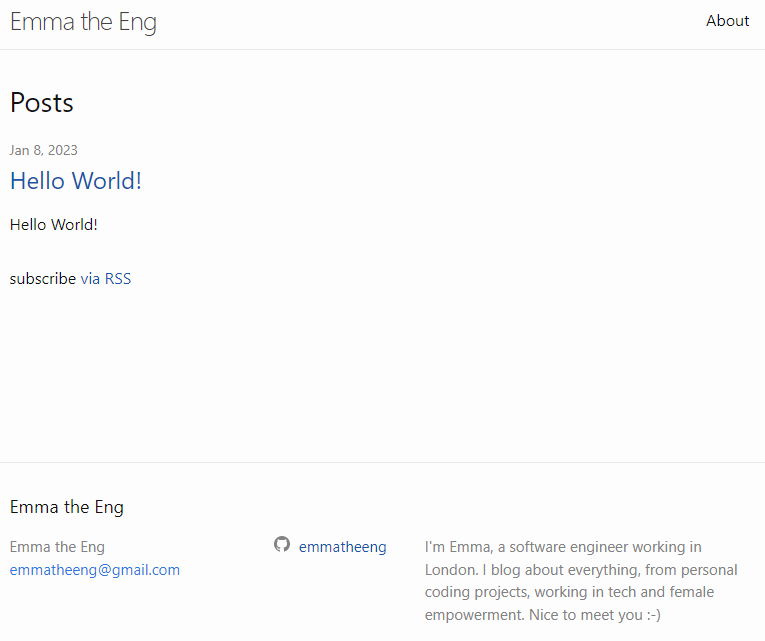 Emma the Eng
About
Posts
Jan 8, 2023
Hello World!
Hello World!
subscribe via RSS
Emma the Eng
Emma the Eng
emmatheeng@gmail.com
emmatheeng
I'm Emma, a software engineer working in
London. I blog about everything, from personal
coding projects, working in tech and female
empowerment. Nice to meet you :-)